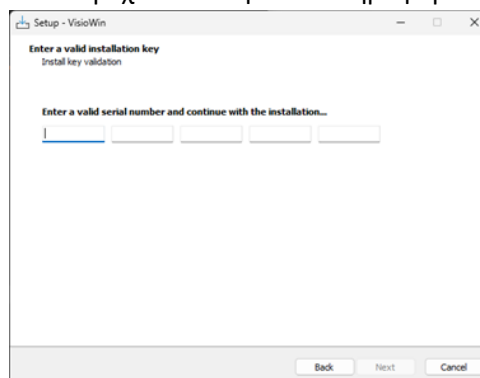 Setup - VisioWin
Enter a valid installation key
Install key validation
Enter a valid serial number and continue with the installation...
Back Next Cancel